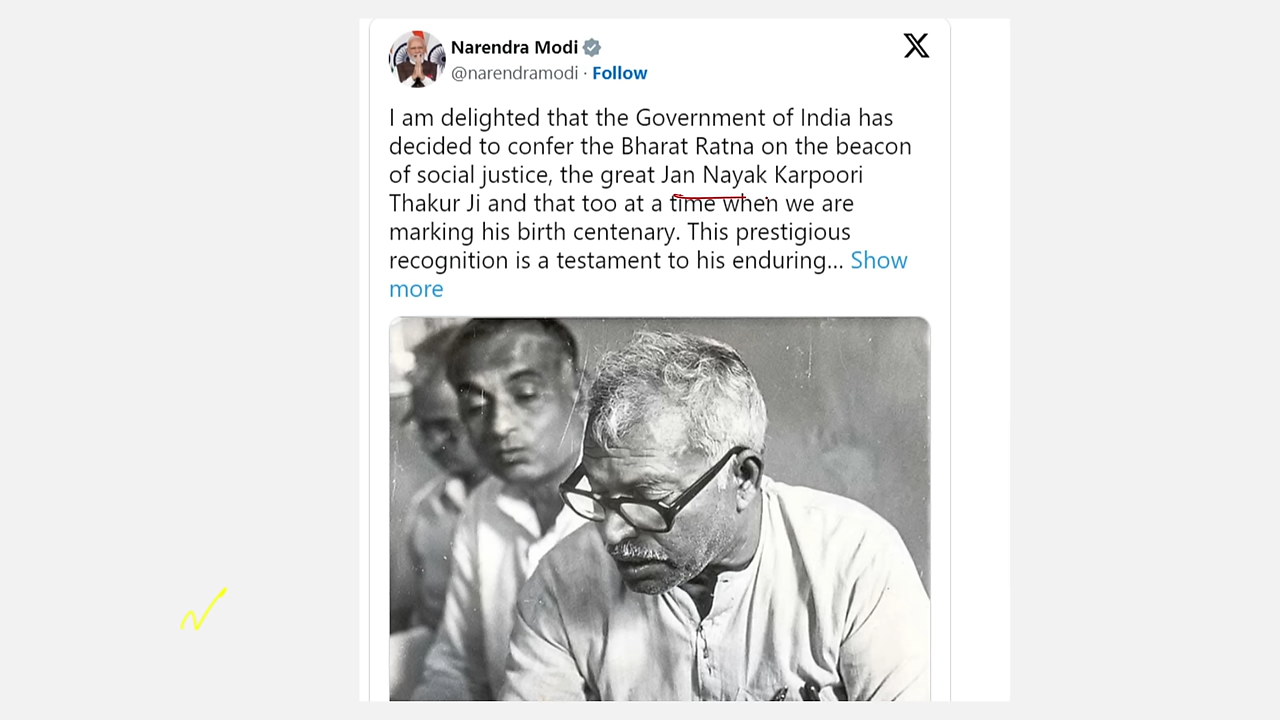 Narendra Modi
@narendramodi · Follow
I am delighted that the Government of India has
decided to confer the Bharat Ratna on the beacon
of social justice, the great Jan Nayak Karpoori
Thakur Ji and that too at a time when we are
marking his birth centenary. This prestigious
recognition is a testament to his enduring... Show
more